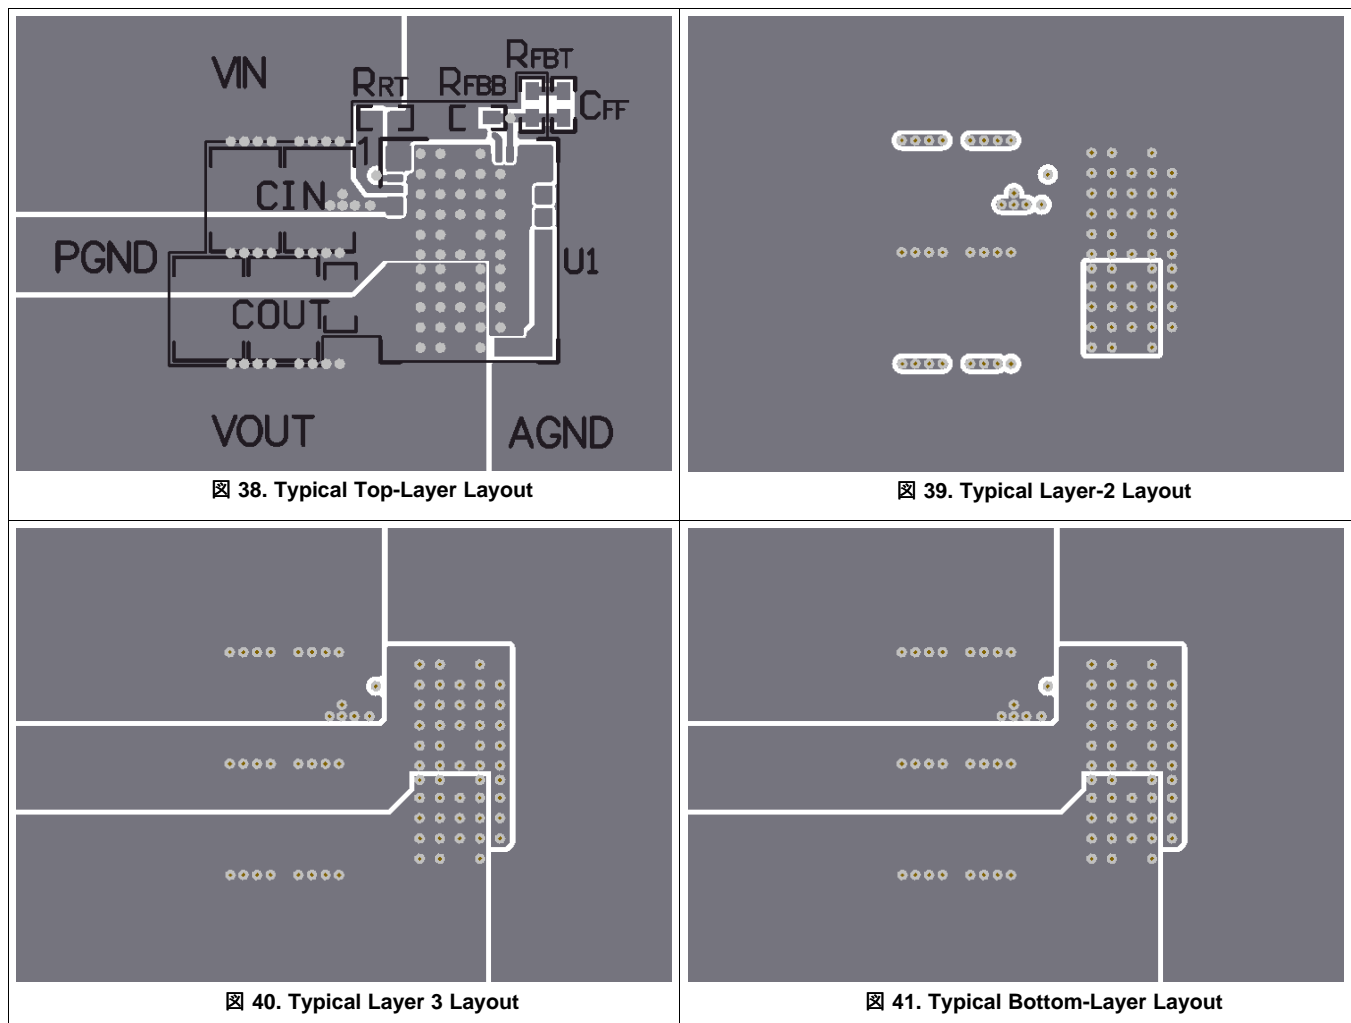 VIN
RRT
RFBB
RFBT
CFF
1
CIN
PGND
U1
COUT
VOUT
AGND
図 38. Typical Top-Layer Layout
図 39. Typical Layer-2 Layout
図 40. Typical Layer 3 Layout
図 41. Typical Bottom-Layer Layout